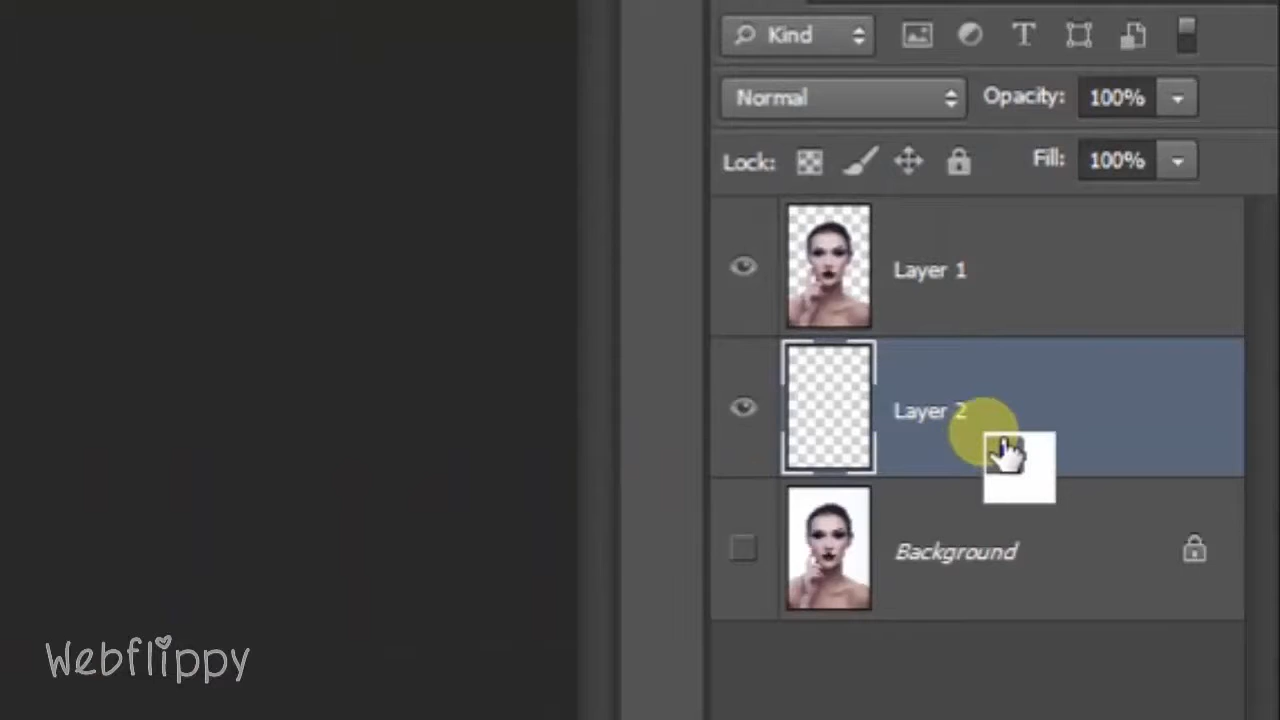 Kind
Normal Opacity: 100%
Lock: Fill: 100%
Layer 1
Layer 2
Background
Webflippy